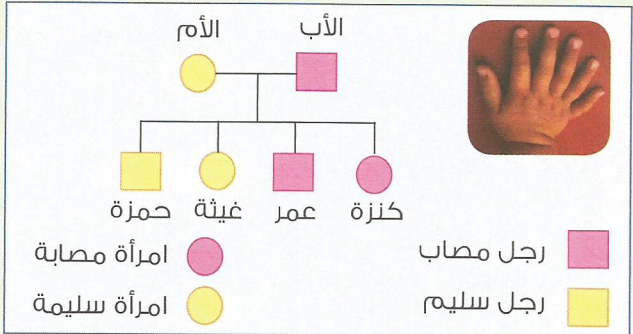 الأب الأم
كنزة عمر غيثة حمزة
رجل مصاب امرأة مصابة
رجل سليم امرأة سليمة